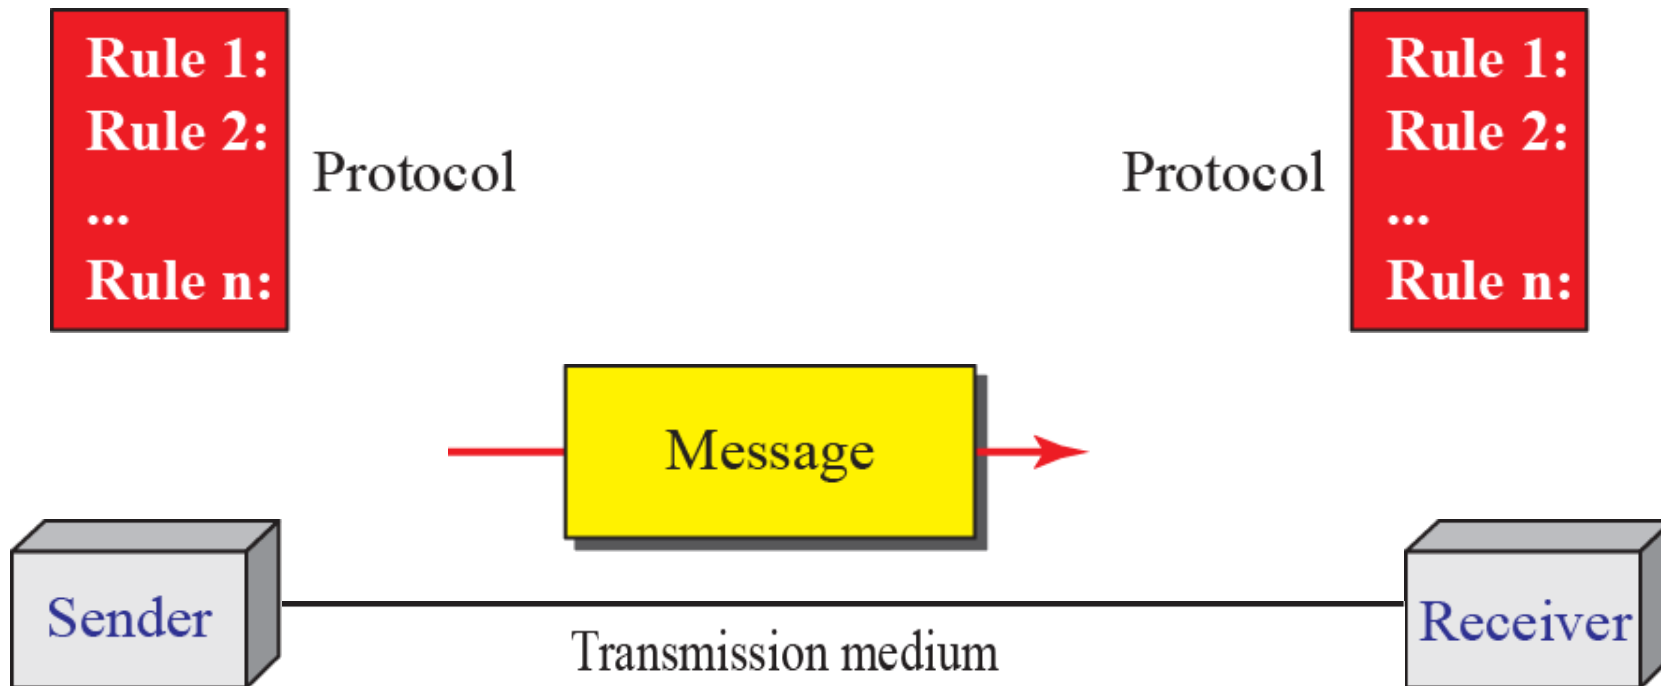 Rule 1:
Rule 2:
...
Rule n:
Protocol
Protocol
Rule 1:
Rule 2:
...
Rule n:
Message
Sender
Transmission medium
Receiver